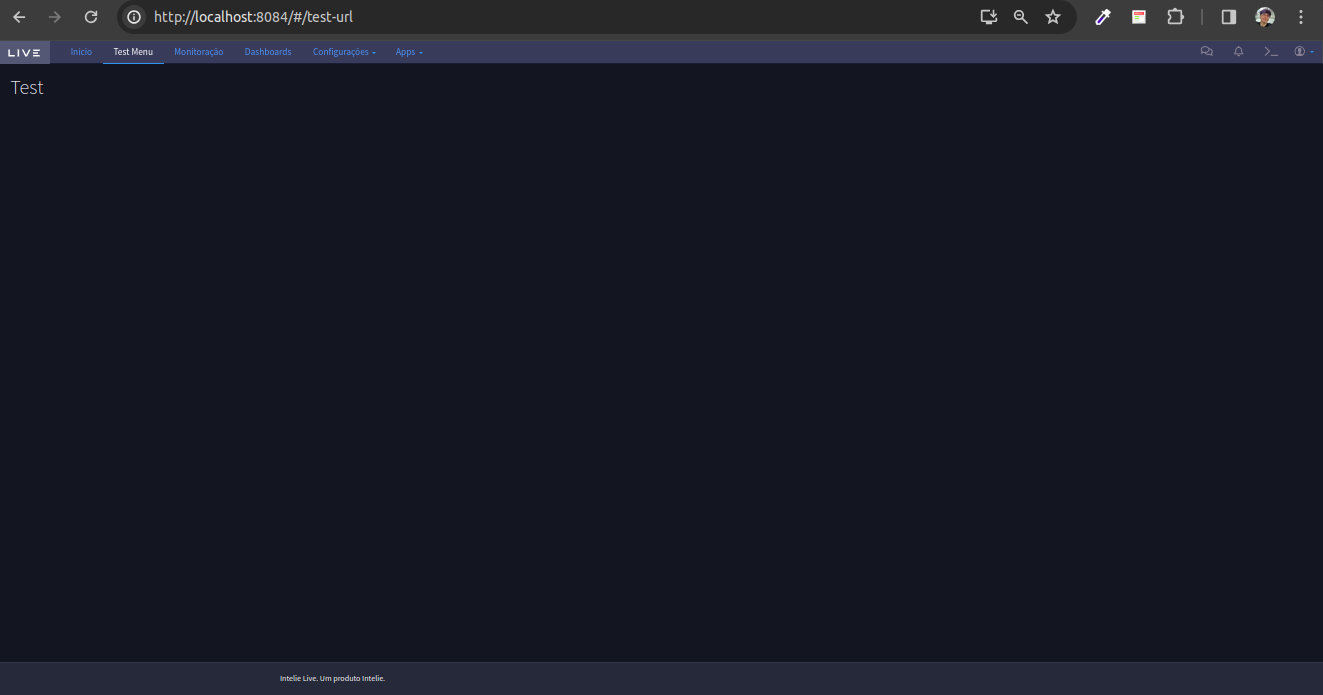 http://localhost:8084/#/test-url
LIVE Início Test Menu Monitoração Dashboards Configurações Apps
Test
Intelie Live. Um produto Intelie.